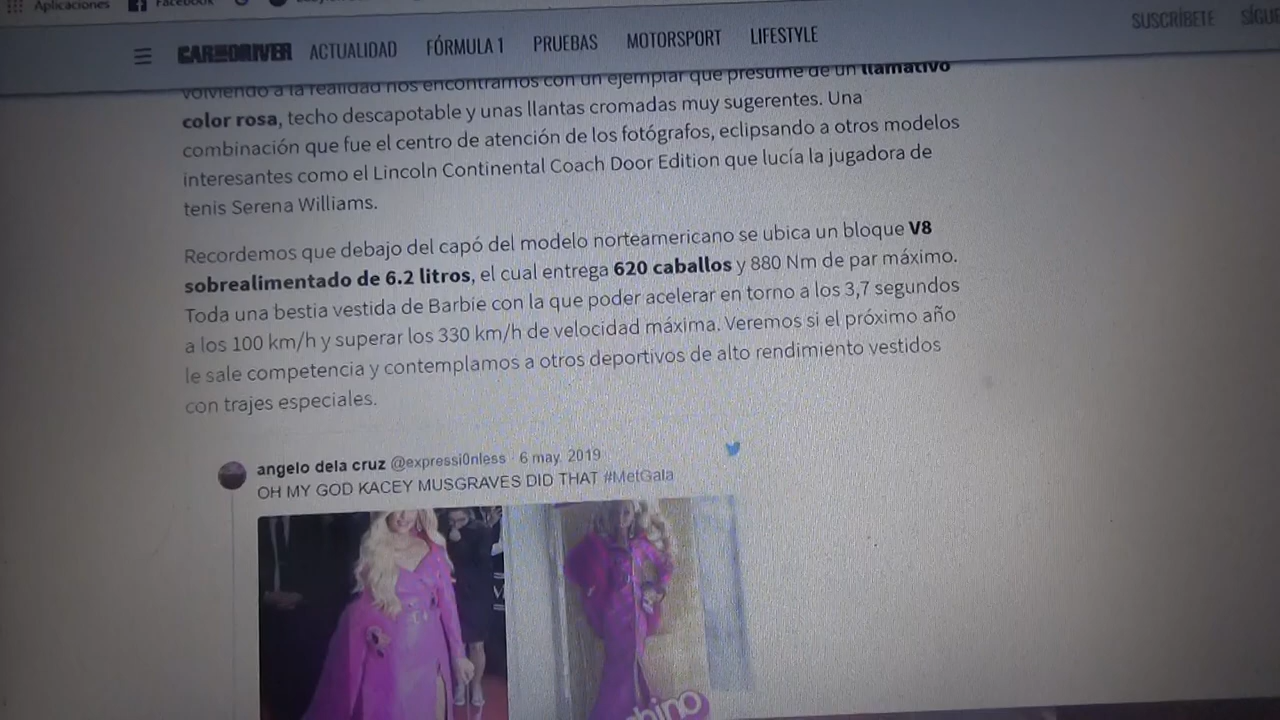 Aplicaciones Facebook
CAR AND DRIVER ACTUALIDAD FÓRMULA 1 PRUEBAS MOTORSPORT LIFESTYLE SUSCRÍBETE SÍGUE
volviendo a la realidad nos encontramos con un ejemplar que presume de un llamativo
color rosa, techo descapotable y unas llantas cromadas muy sugerentes. Una
combinación que fue el centro de atención de los fotógrafos, eclipsando a otros modelos
interesantes como el Lincoln Continental Coach Door Edition que lucía la jugadora de
tenis Serena Williams.
Recordemos que debajo del capó del modelo norteamericano se ubica un bloque V8
sobrealimentado de 6.2 litros, el cual entrega 620 caballos y 880 Nm de par máximo.
Toda una bestia vestida de Barbie con la que poder acelerar en torno a los 3,7 segundos
a los 100 km/h y superar los 330 km/h de velocidad máxima. Veremos si el próximo año
le sale competencia y contemplamos a otros deportivos de alto rendimiento vestidos
con trajes especiales.
angelo dela cruz @expressi0nless · 6 may. 2019
OH MY GOD KACEY MUSGRAVES DID THAT #MetGala
hino